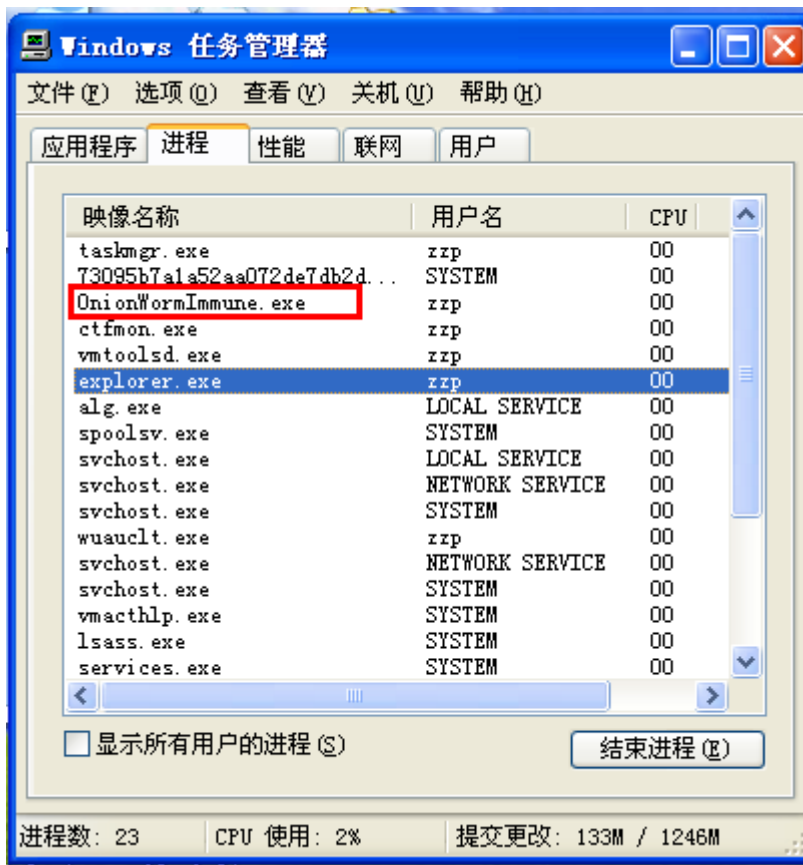 Windows 任务管理器
文件(F) 选项(O) 查看(V) 关机(U) 帮助(H)
应用程序 进程 性能 联网 用户
映像名称 用户名 CPU
taskmgr.exe zzp 00
73095b7a1a52aa072de7db2d... SYSTEM 00
OnionWormImmune.exe zzp 00
ctfmon.exe zzp 00
vmtoolsd.exe zzp 00
explorer.exe zzp 00
alg.exe LOCAL SERVICE 00
spoolsv.exe SYSTEM 00
svchost.exe LOCAL SERVICE 00
svchost.exe NETWORK SERVICE 00
svchost.exe SYSTEM 00
wuauclt.exe zzp 00
svchost.exe NETWORK SERVICE 00
svchost.exe SYSTEM 00
vmacthlp.exe SYSTEM 00
lsass.exe SYSTEM 00
services.exe SYSTEM 00
显示所有用户的进程(S) 结束进程(E)
进程数: 23 CPU 使用: 2% 提交更改: 133M / 1246M